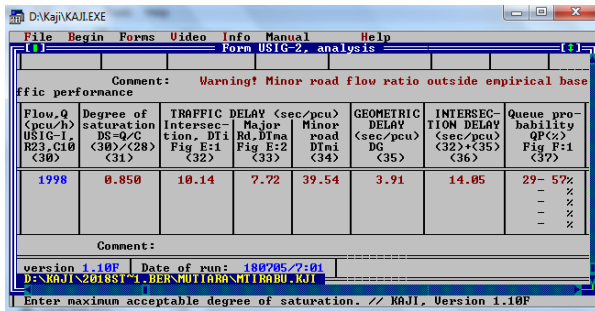 D:\Kaji\KAJI.EXE
File Begin Forms Video Info Manual Help
Form USIG-2, analysis
Comment: Warning! Minor road flow ratio outside empirical base
ffic performance
Flow,Q Degree of TRAFFIC DELAY (sec/pcu) GEOMETRIC INTERSEC- Queue pro-
(pcu/h) saturation Intersec- Major Minor DELAY TION DELAY bability
USIG-I, DS=Q/C tion, DTi Rd,DTma road (sec/pcu) (sec/pcu) QP(%)
R23,C10 (30)/(28) Fig E:1 Fig E:2 DTmi DG (32)+(35) Fig F:1
(30) (31) (32) (33) (34) (35) (36) (37)
1998 0.850 10.14 7.72 39.54 3.91 14.05 29- 57%
- %
- %
- %
Comment:
version 1.10F Date of run: 180705/7:01
D:\KAJI\2018ST~1.BER\MUTIARA\MTIRABU.KJI
Enter maximum acceptable degree of saturation. // KAJI, Version 1.10F